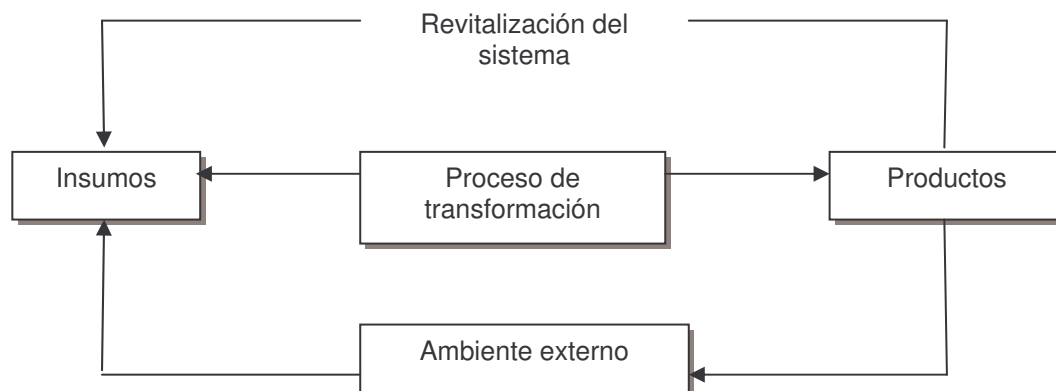 Revitalización del
sistema
Insumos
Proceso de
transformación
Productos
Ambiente externo